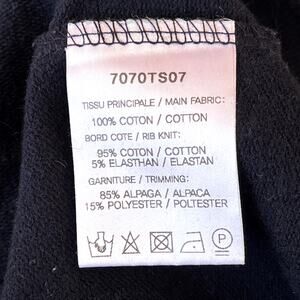 7070TS07
TISSU PRINCIPALE / MAIN FABRIC:
100% COTON / COTTON
BORD COTE / RIB KNIT:
95% COTON / COTTON
5% ELASTHAN / ELASTAN
GARNITURE / TRIMMING:
85% ALPAGA / ALPACA
15% POLYESTER / POLTESTER
P